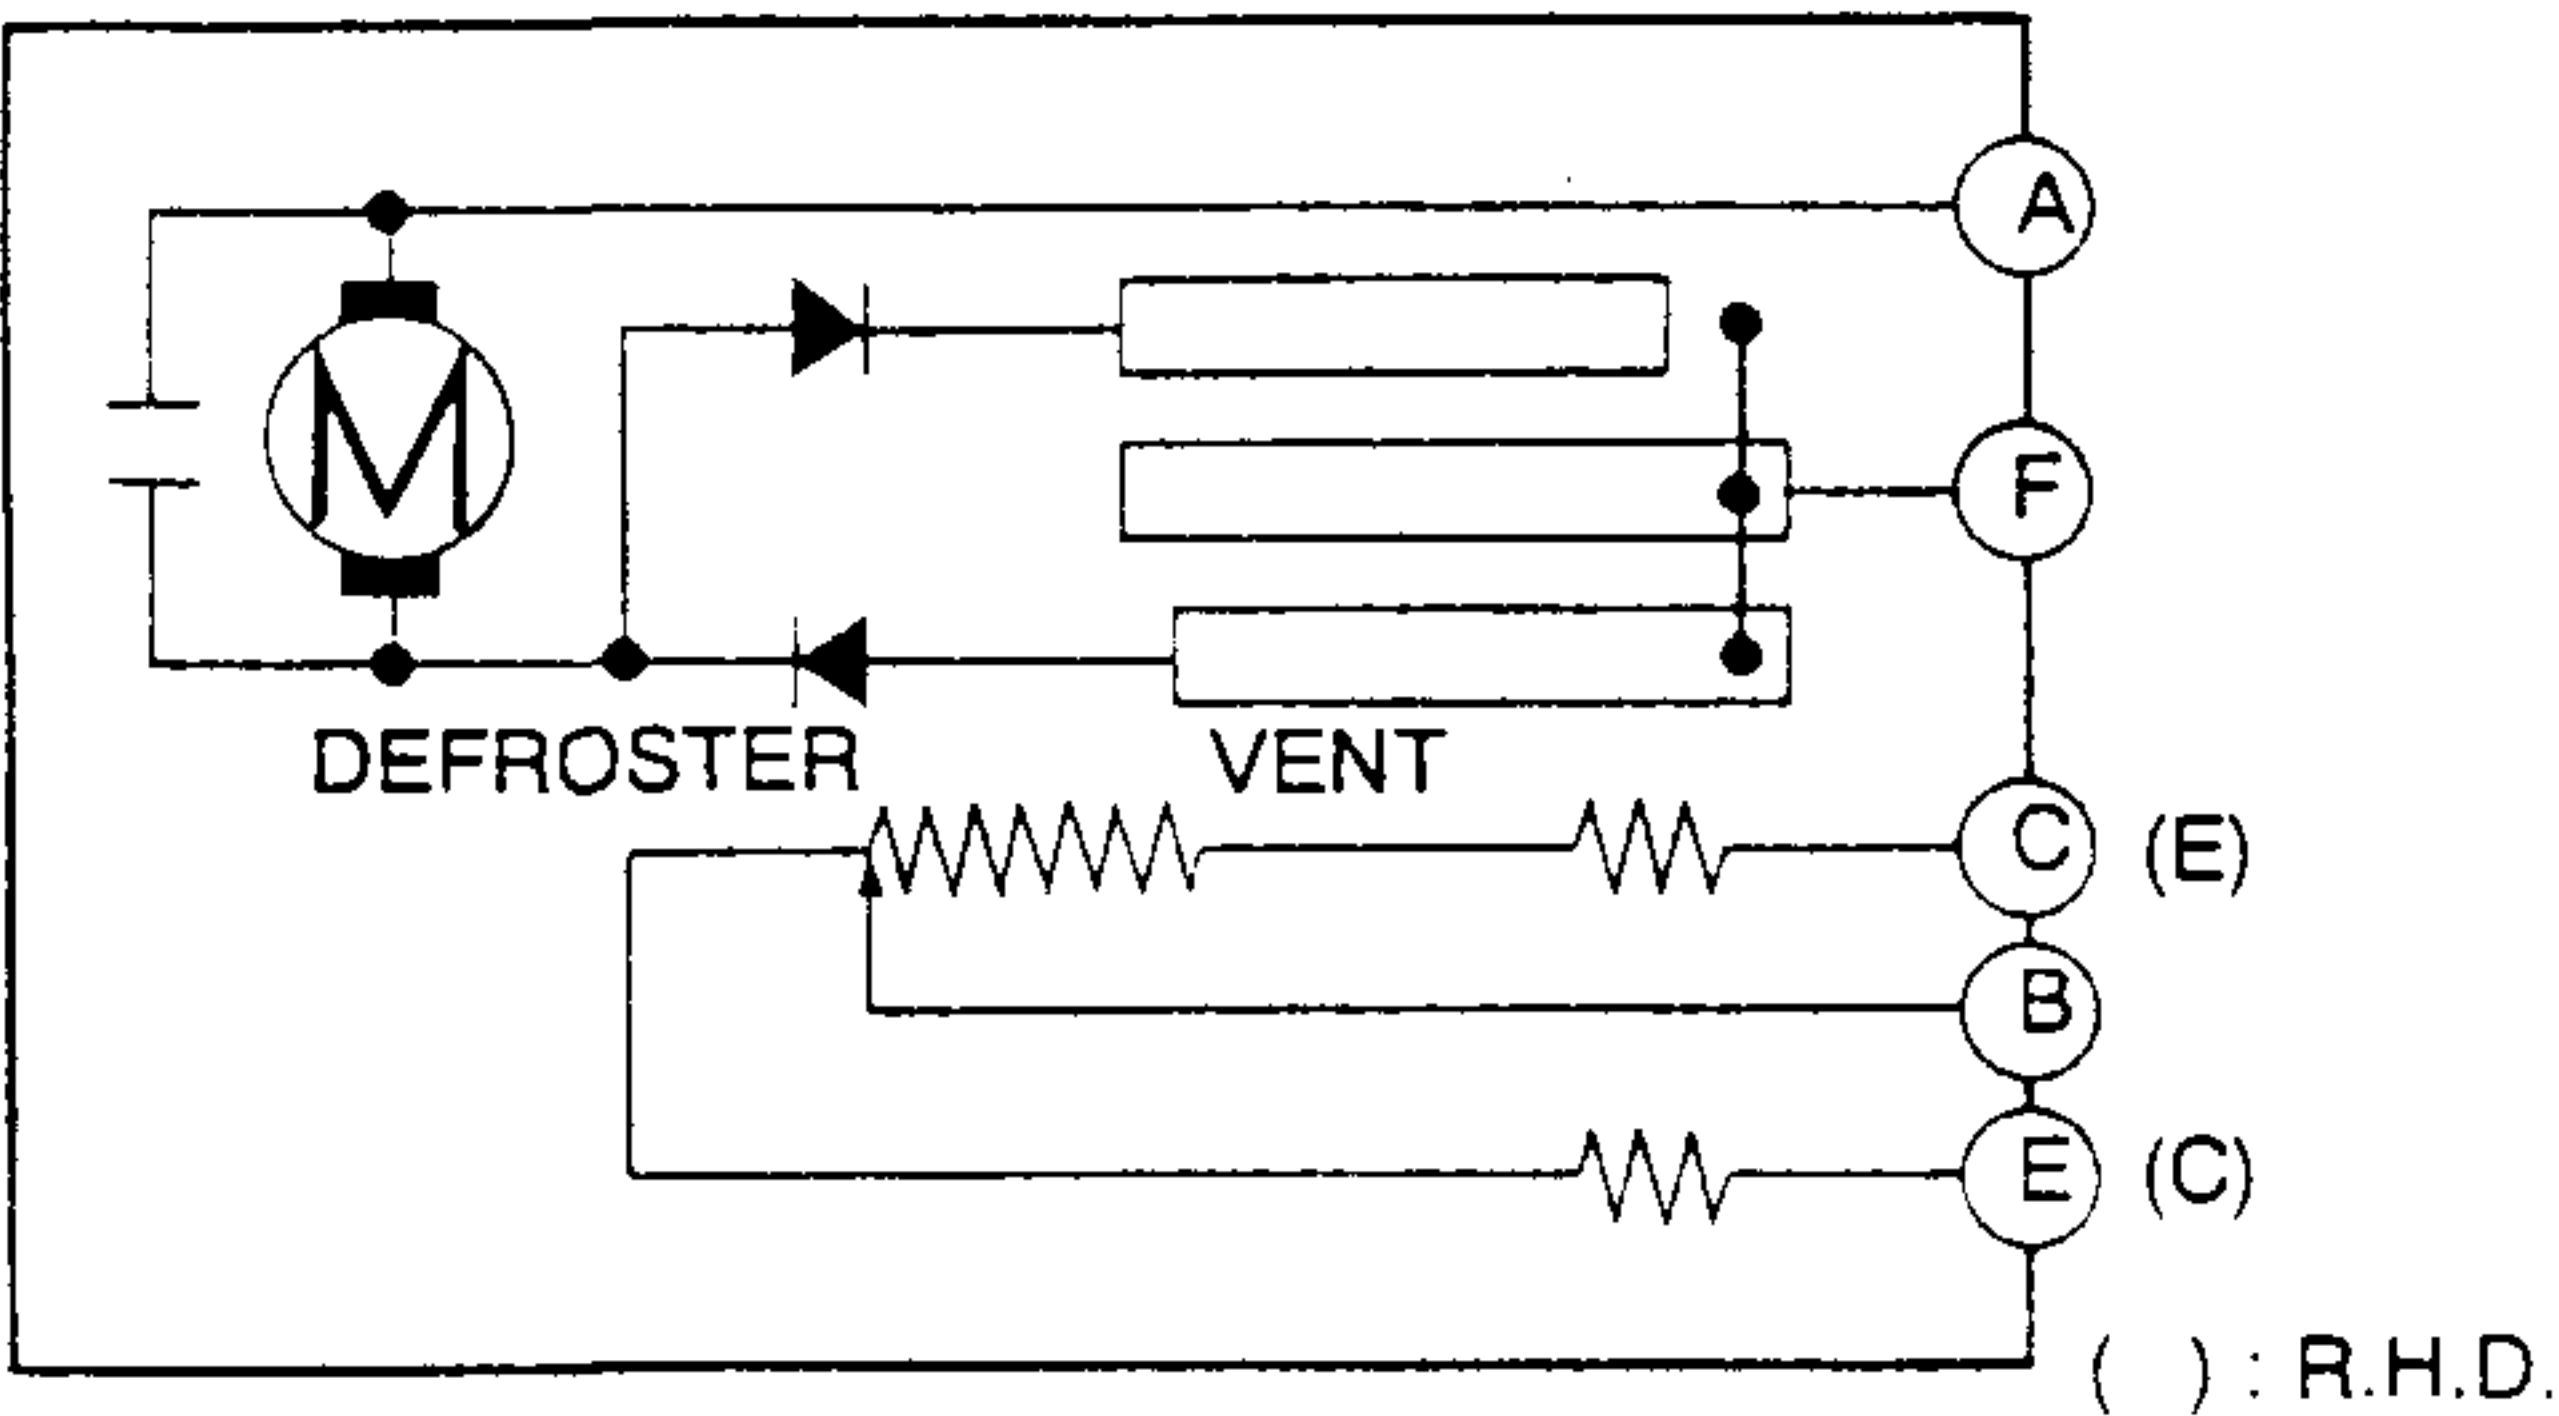 A
M
F
DEFROSTER VENT
C (E)
B
E (C)
( ) : R.H.D.